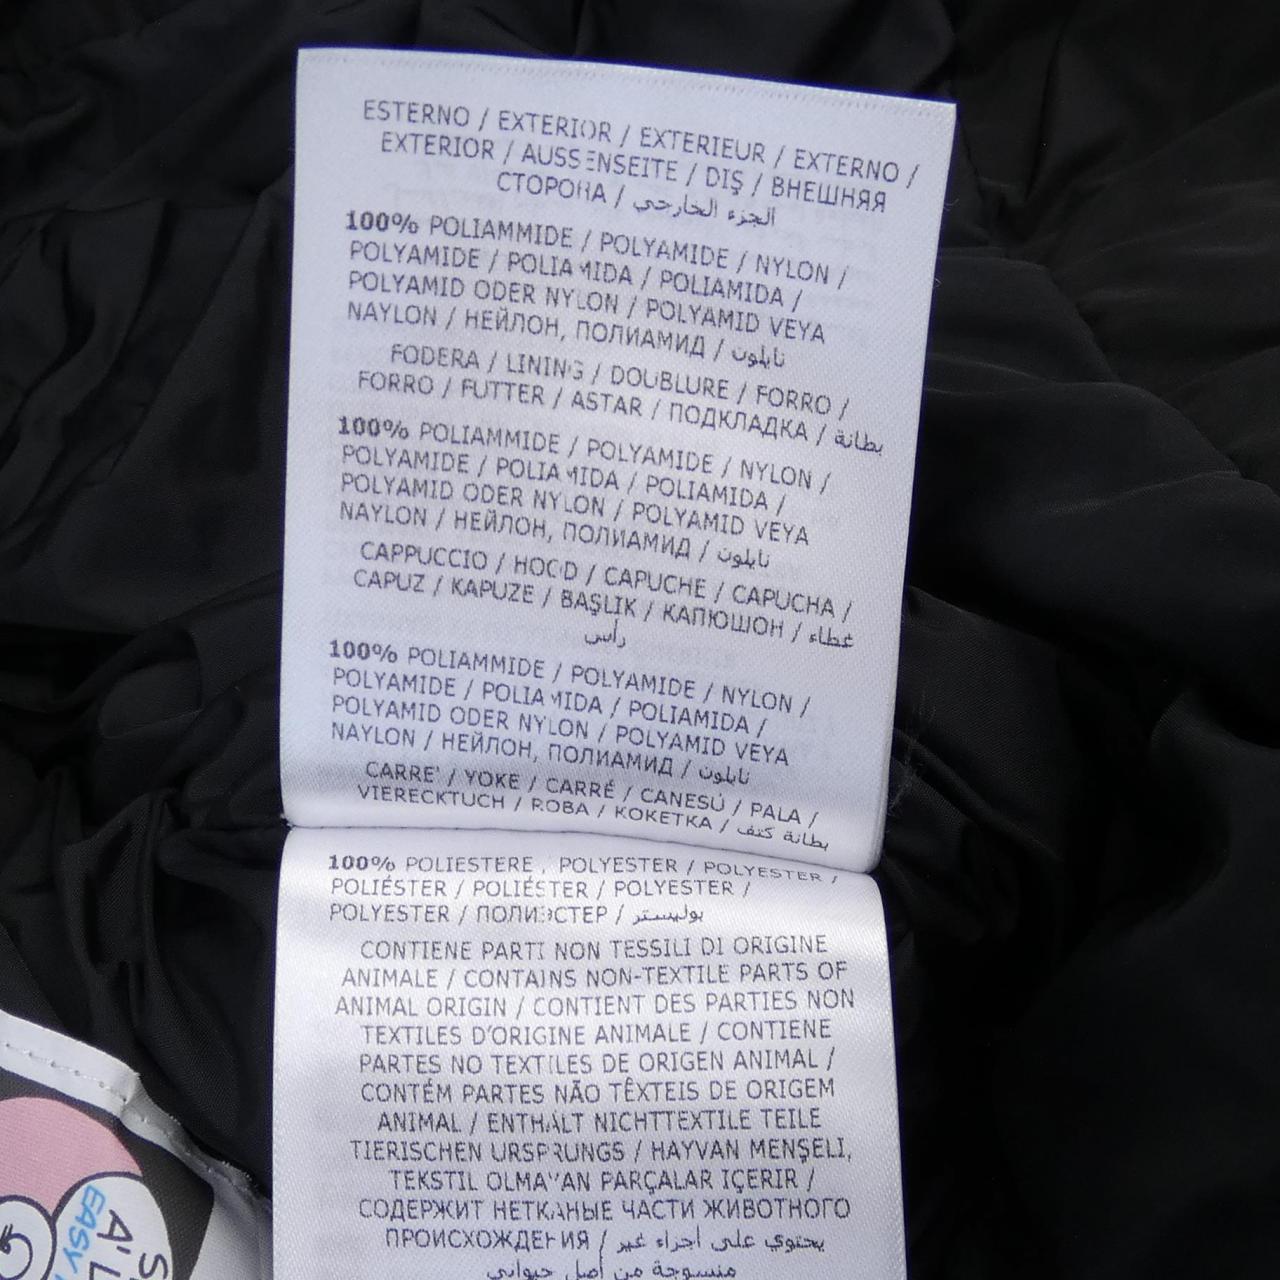 ESTERNO / EXTERIOR / EXTERIEUR / EXTERNO /
EXTERIOR / AUSSENSEITE / DIŞ / ВНЕШНЯЯ
СТОРОНА / الجزء الخارجي
100% POLIAMMIDE / POLYAMIDE / NYLON /
POLYAMIDE / POLIAMIDA / POLIAMIDA /
POLYAMID ODER NYLON / POLYAMID VEYA
NAYLON / НЕЙЛОН, ПОЛИАМИД / نايلون
FODERA / LINING / DOUBLURE / FORRO /
FORRO / FUTTER / ASTAR / ПОДКЛАДКА / بطانة
100% POLIAMMIDE / POLYAMIDE / NYLON /
POLYAMIDE / POLIAMIDA / POLIAMIDA /
POLYAMID ODER NYLON / POLYAMID VEYA
NAYLON / НЕЙЛОН, ПОЛИАМИД / نايلون
CAPPUCCIO / HOOD / CAPUCHE / CAPUCHA /
CAPUZ / KAPUZE / BAŞLIK / КАПЮШОН / غطاء
رأس
100% POLIAMMIDE / POLYAMIDE / NYLON /
POLYAMIDE / POLIAMIDA / POLIAMIDA /
POLYAMID ODER NYLON / POLYAMID VEYA
NAYLON / НЕЙЛОН, ПОЛИАМИД / نايلون
CARRE' / YOKE / CARRÉ / CANESÚ / PALA /
VIERECKTUCH / ROBA / КОКЕТКА / بطانة كتف
100% POLIESTERE / POLYESTER / POLYESTER /
POLIÉSTER / POLIÉSTER / POLYESTER /
POLYESTER / ПОЛИЭСТЕР / بوليستر
CONTIENE PARTI NON TESSILI DI ORIGINE
ANIMALE / CONTAINS NON-TEXTILE PARTS OF
ANIMAL ORIGIN / CONTIENT DES PARTIES NON
TEXTILES D'ORIGINE ANIMALE / CONTIENE
PARTES NO TEXTILES DE ORIGEN ANIMAL /
CONTÉM PARTES NÃO TÊXTEIS DE ORIGEM
ANIMAL / ENTHÄLT NICHTTEXTILE TEILE
TIERISCHEN URSPRUNGS / HAYVAN MENŞELI,
TEKSTIL OLMAYAN PARÇALAR IÇERIR /
СОДЕРЖИТ НЕТКАНЫЕ ЧАСТИ ЖИВОТНОГО
ПРОИСХОЖДЕНИЯ / يحتوي على أجزاء غير
منسوجة من أصل حيواني
EASY